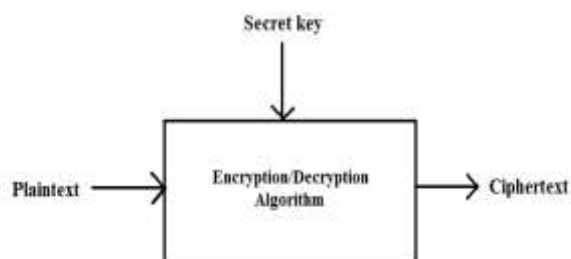 Secret key
Plaintext
Encryption/Decryption
Algorithm
Ciphertext